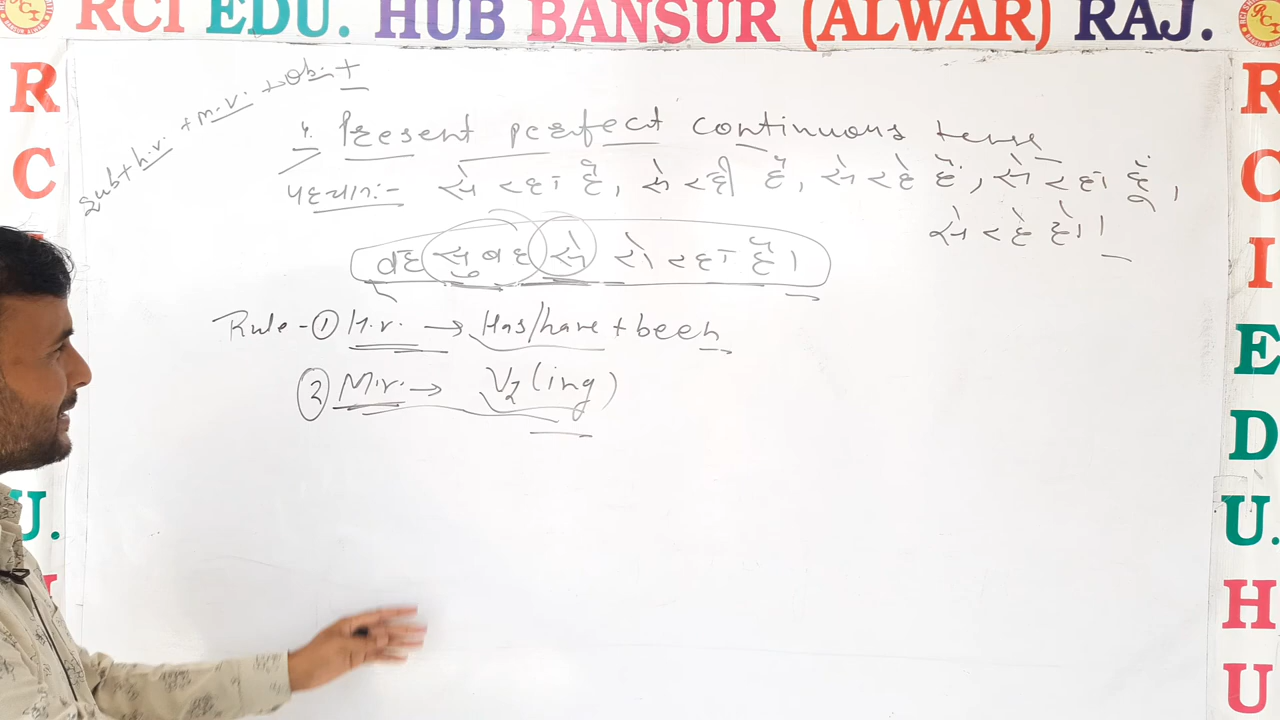 RCI EDU. HUB BANSUR (ALWAR) RAJ.
Sub + h.v. + m.v. + Ob. +
4. Present perfect continuous tense
पहचान:- से रहा है, से रही है, से रहे हैं, से रहा हूँ,
से रहे हो।
वह सुबह से रो रहा है।
Rule - ① H.v. → Has/have + been
② M.v. → V₁ (ing)
R
C
U.
R
C
I
E
D
U.
H
U